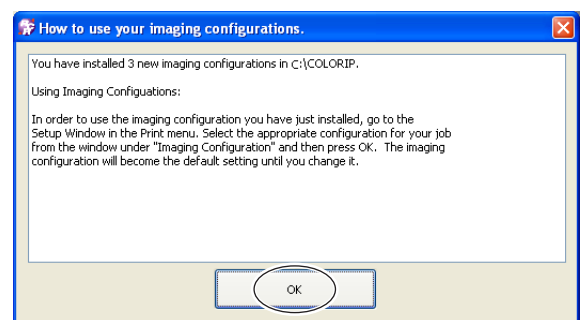 How to use your imaging configurations.
You have installed 3 new imaging configurations in C:\COLORIP.
Using Imaging Configuations:
In order to use the imaging configuration you have just installed, go to the
Setup Window in the Print menu. Select the appropriate configuration for your job
from the window under "Imaging Configuration" and then press OK. The imaging
configuration will become the default setting until you change it.
OK